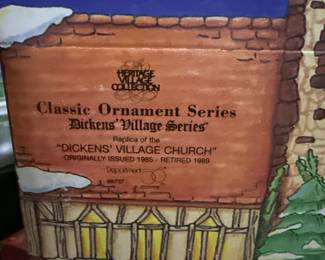 HERITAGE
VILLAGE
COLLECTION
Classic Ornament Series
Dickens' Village Series®
Replica of the
"DICKENS' VILLAGE CHURCH"
ORIGINALLY ISSUED 1985 - RETIRED 1989
Department 56